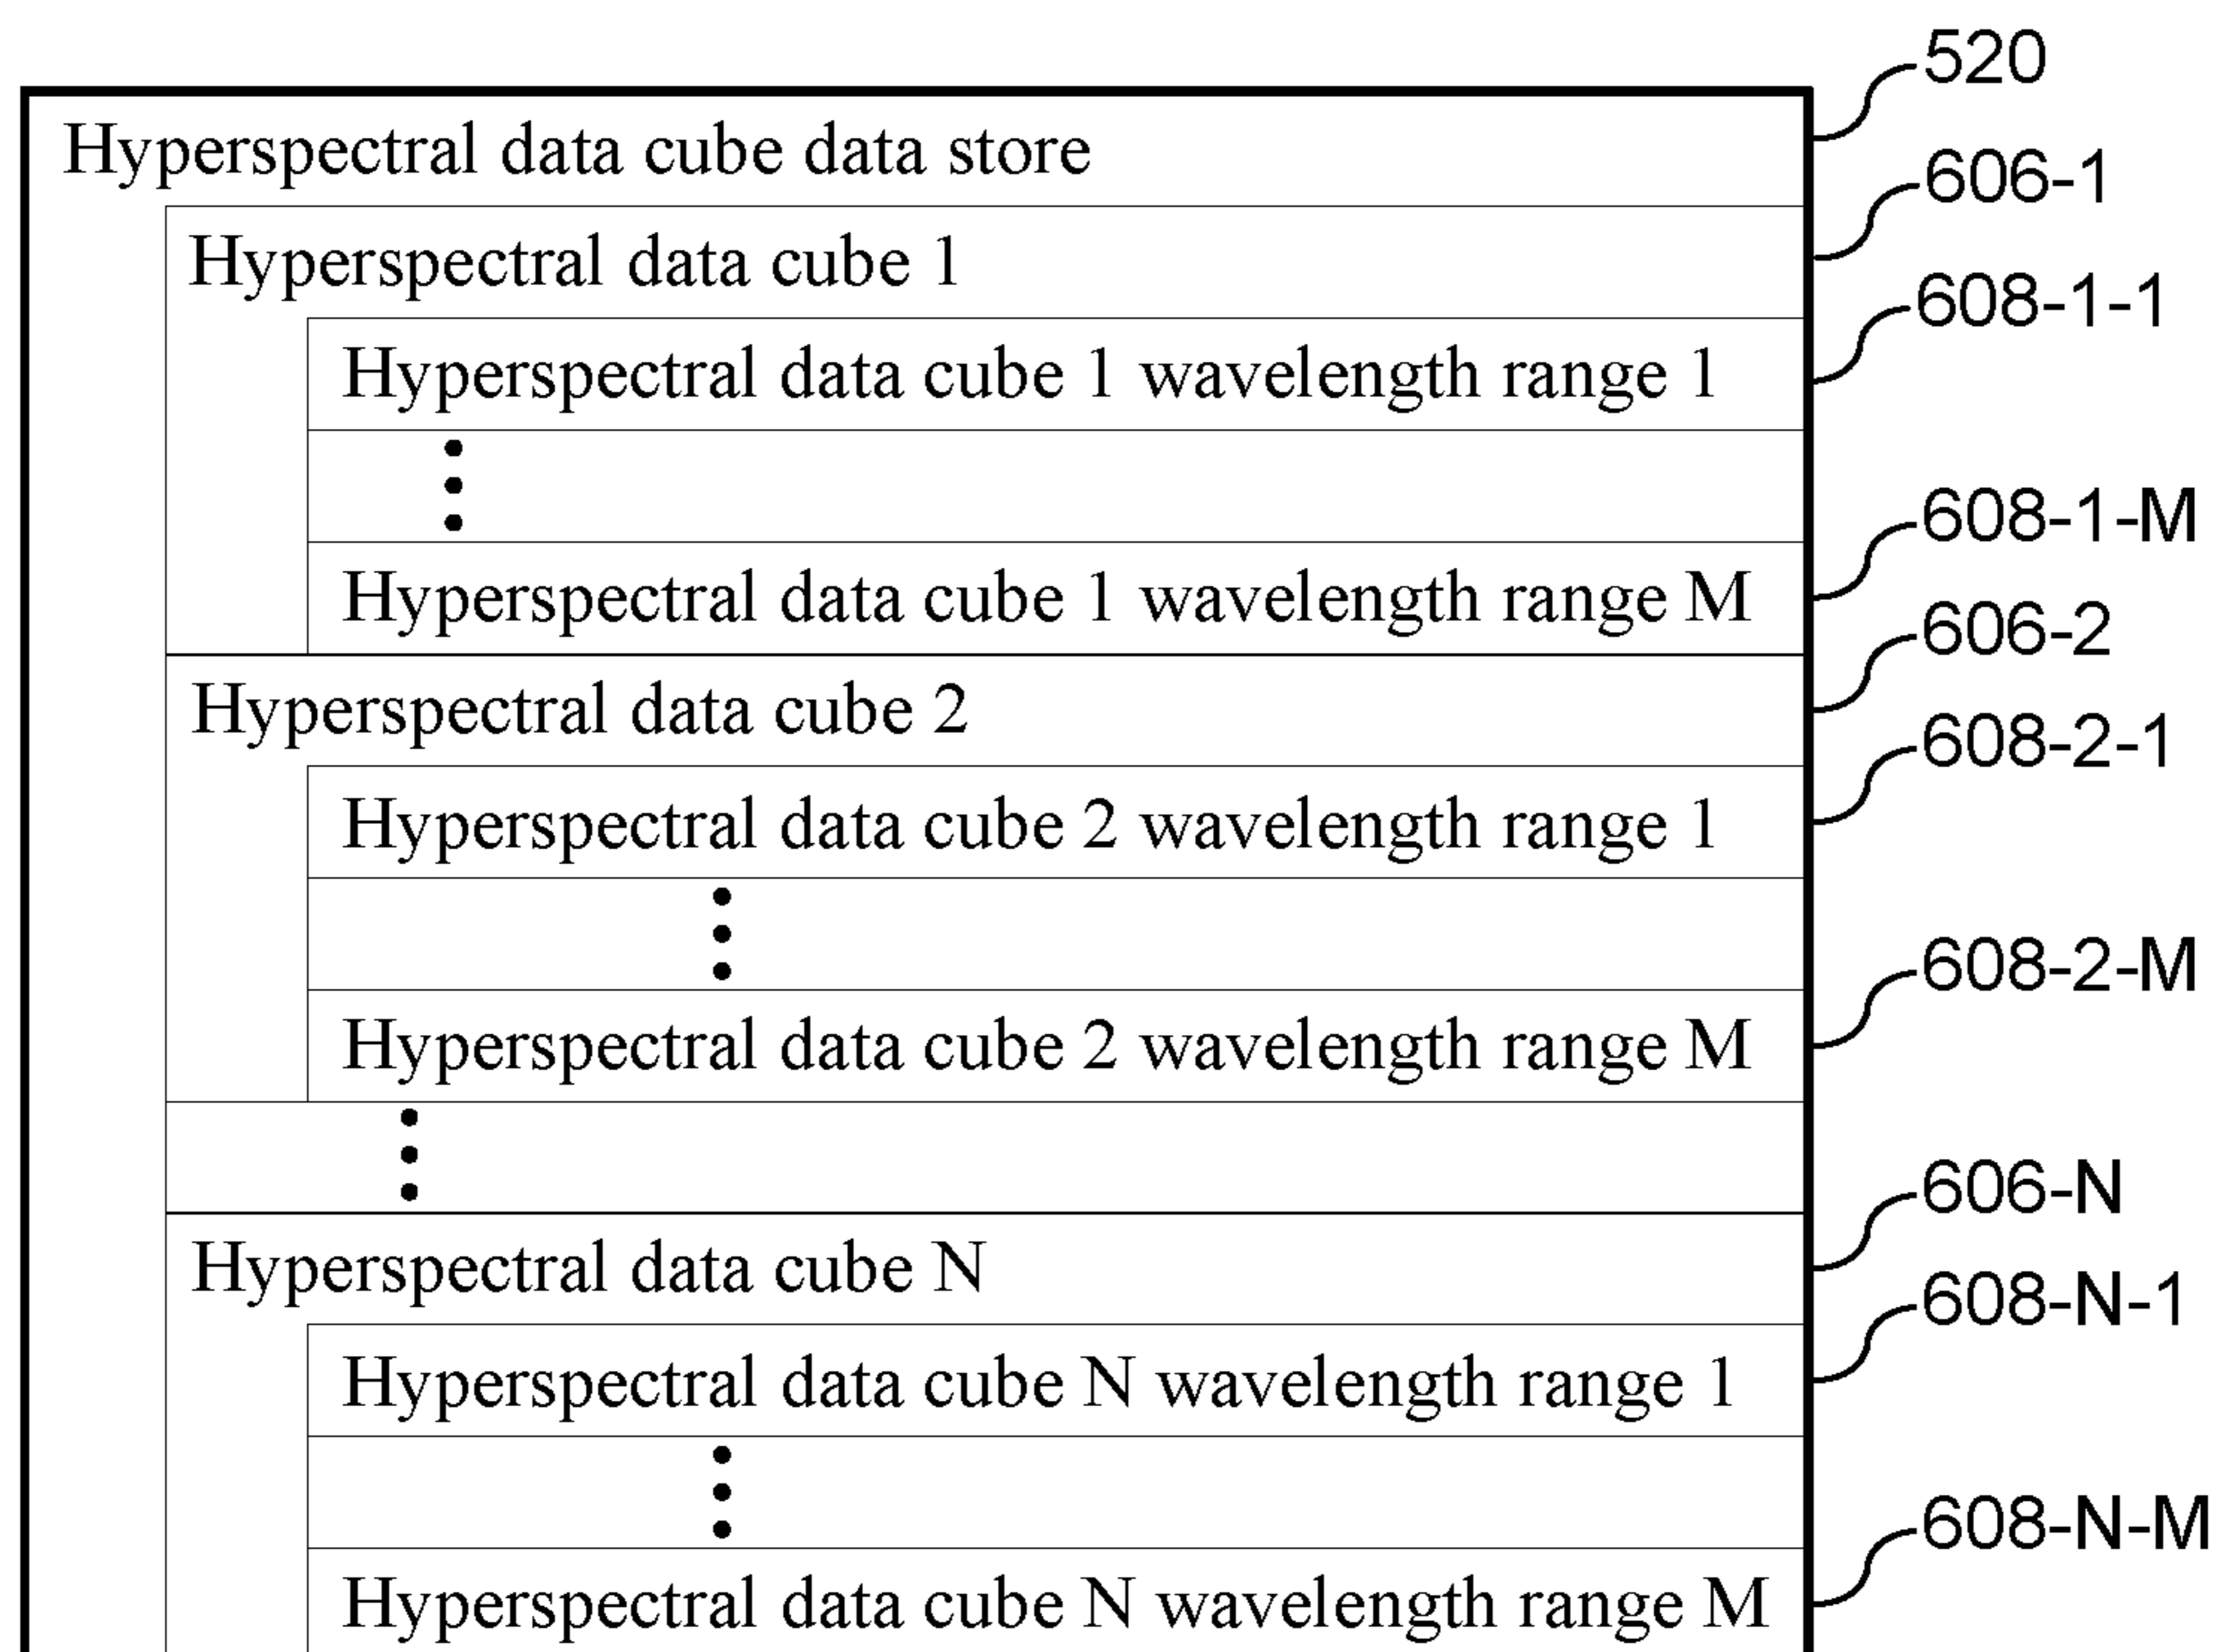 520
Hyperspectral data cube data store
606-1
Hyperspectral data cube 1
608-1-1
Hyperspectral data cube 1 wavelength range 1
608-1-M
Hyperspectral data cube 1 wavelength range M
606-2
Hyperspectral data cube 2
608-2-1
Hyperspectral data cube 2 wavelength range 1
608-2-M
Hyperspectral data cube 2 wavelength range M
606-N
Hyperspectral data cube N
608-N-1
Hyperspectral data cube N wavelength range 1
608-N-M
Hyperspectral data cube N wavelength range M